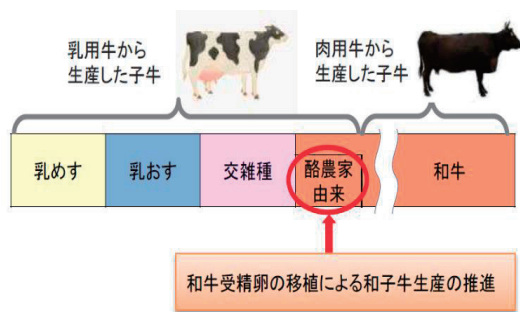 乳用牛から
生産した子牛
肉用牛から
生産した子牛
乳めす
乳おす
交雑種
酪農家
由来
和牛
和牛受精卵の移植による和子牛生産の推進